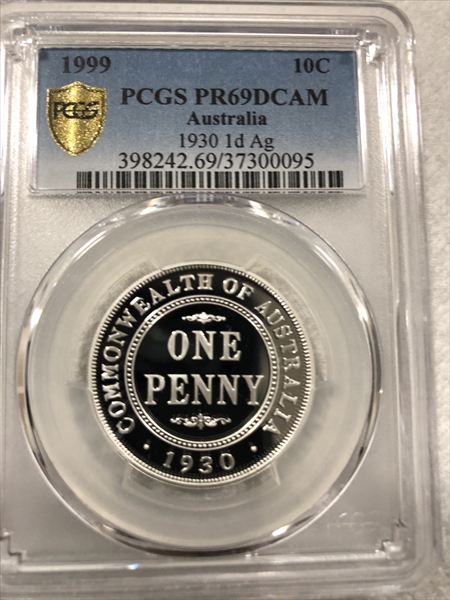 1999 10C
PCGS PCGS PR69DCAM
Australia
1930 1d Ag
398242.69/37300095
COMMONWEALTH OF AUSTRALIA
ONE
PENNY
· 1930 ·